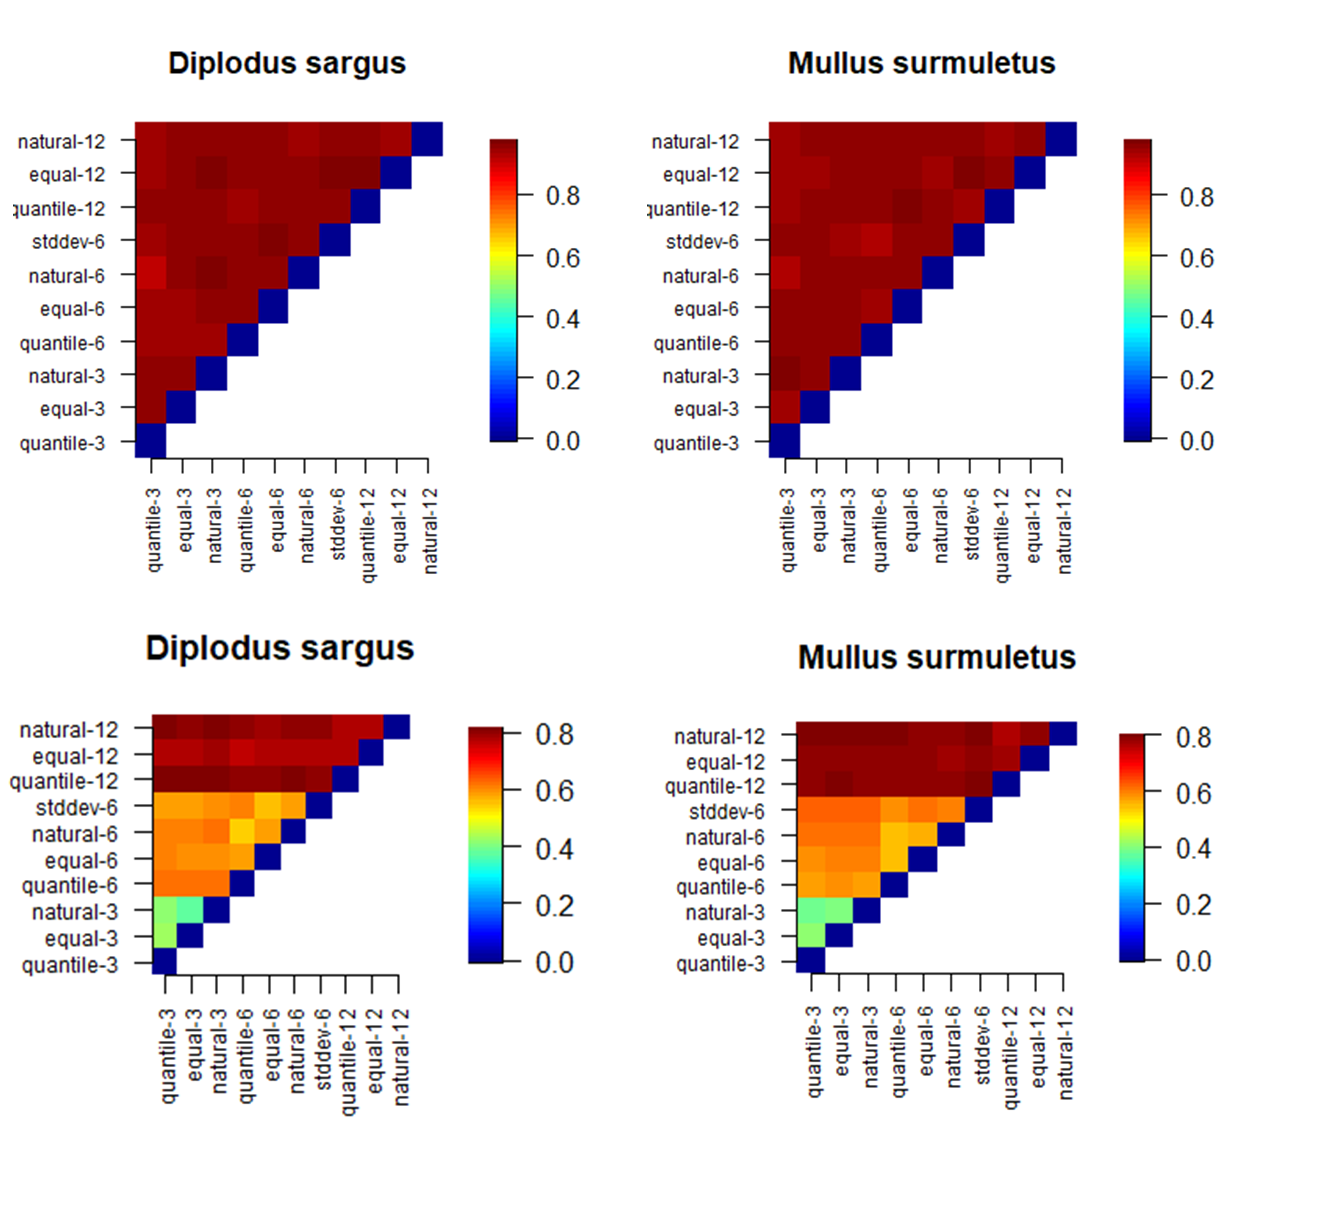 Diplodus sargus
natural-12
equal-12
quantile-12
stddev-6
natural-6
equal-6
quantile-6
natural-3
equal-3
quantile-3
0.8
0.6
0.4
0.2
0.0
quantile-3
equal-3
natural-3
quantile-6
equal-6
natural-6
stddev-6
quantile-12
equal-12
natural-12
Mullus surmuletus
natural-12
equal-12
quantile-12
stddev-6
natural-6
equal-6
quantile-6
natural-3
equal-3
quantile-3
0.8
0.6
0.4
0.2
0.0
quantile-3
equal-3
natural-3
quantile-6
equal-6
natural-6
stddev-6
quantile-12
equal-12
natural-12
Diplodus sargus
natural-12
equal-12
quantile-12
stddev-6
natural-6
equal-6
quantile-6
natural-3
equal-3
quantile-3
0.8
0.6
0.4
0.2
0.0
quantile-3
equal-3
natural-3
quantile-6
equal-6
natural-6
stddev-6
quantile-12
equal-12
natural-12
Mullus surmuletus
natural-12
equal-12
quantile-12
stddev-6
natural-6
equal-6
quantile-6
natural-3
equal-3
quantile-3
0.8
0.6
0.4
0.2
0.0
quantile-3
equal-3
natural-3
quantile-6
equal-6
natural-6
stddev-6
quantile-12
equal-12
natural-12